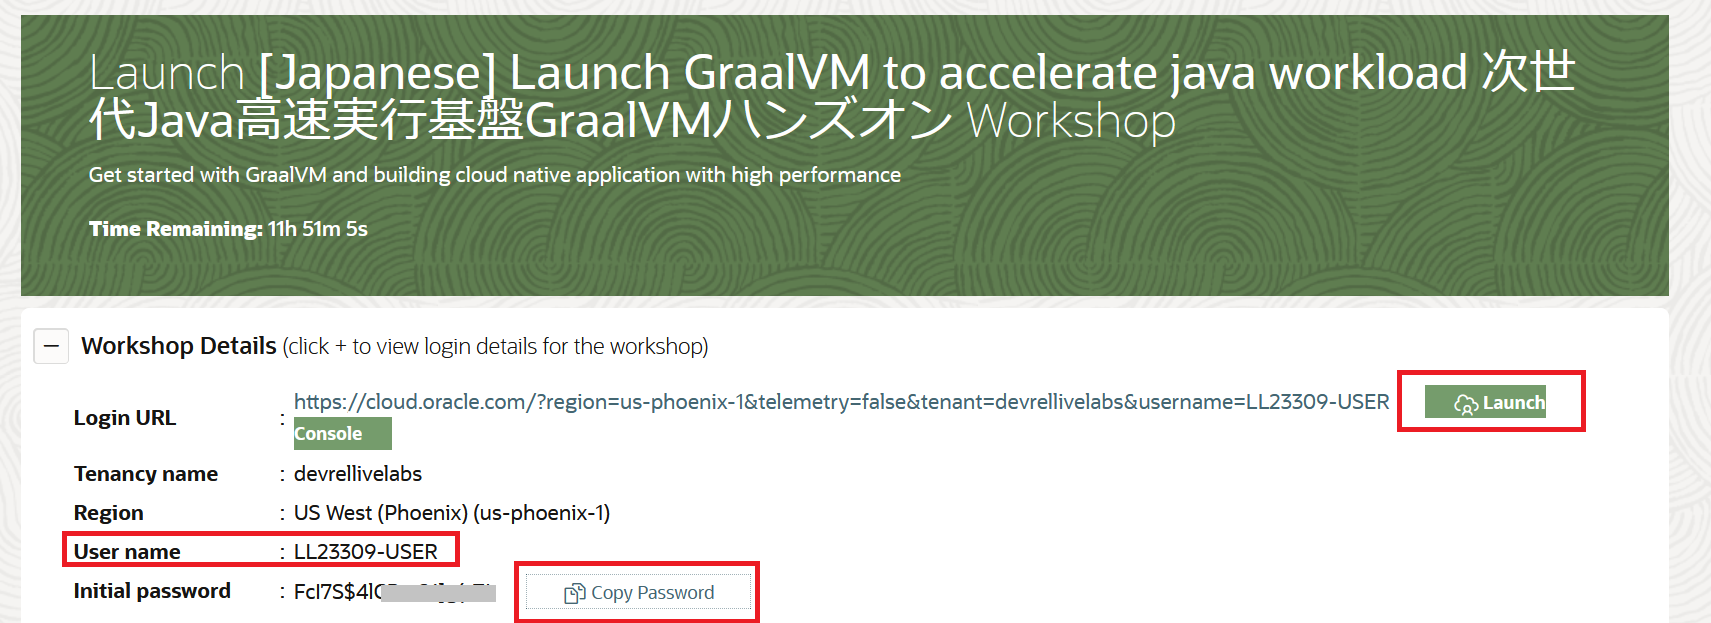 Launch [Japanese] Launch GraalVM to accelerate java workload 次世
代Java高速実行基盤GraalVMハンズオン Workshop
Get started with GraalVM and building cloud native application with high performance
Time Remaining: 11h 51m 5s
Workshop Details (click + to view login details for the workshop)
Login URL : https://cloud.oracle.com/?region=us-phoenix-1&telemetry=false&tenant=devrellivelabs&username=LL23309-USER Launch
Console
Tenancy name : devrellivelabs
Region : US West (Phoenix) (us-phoenix-1)
User name : LL23309-USER
Initial password : Copy Password